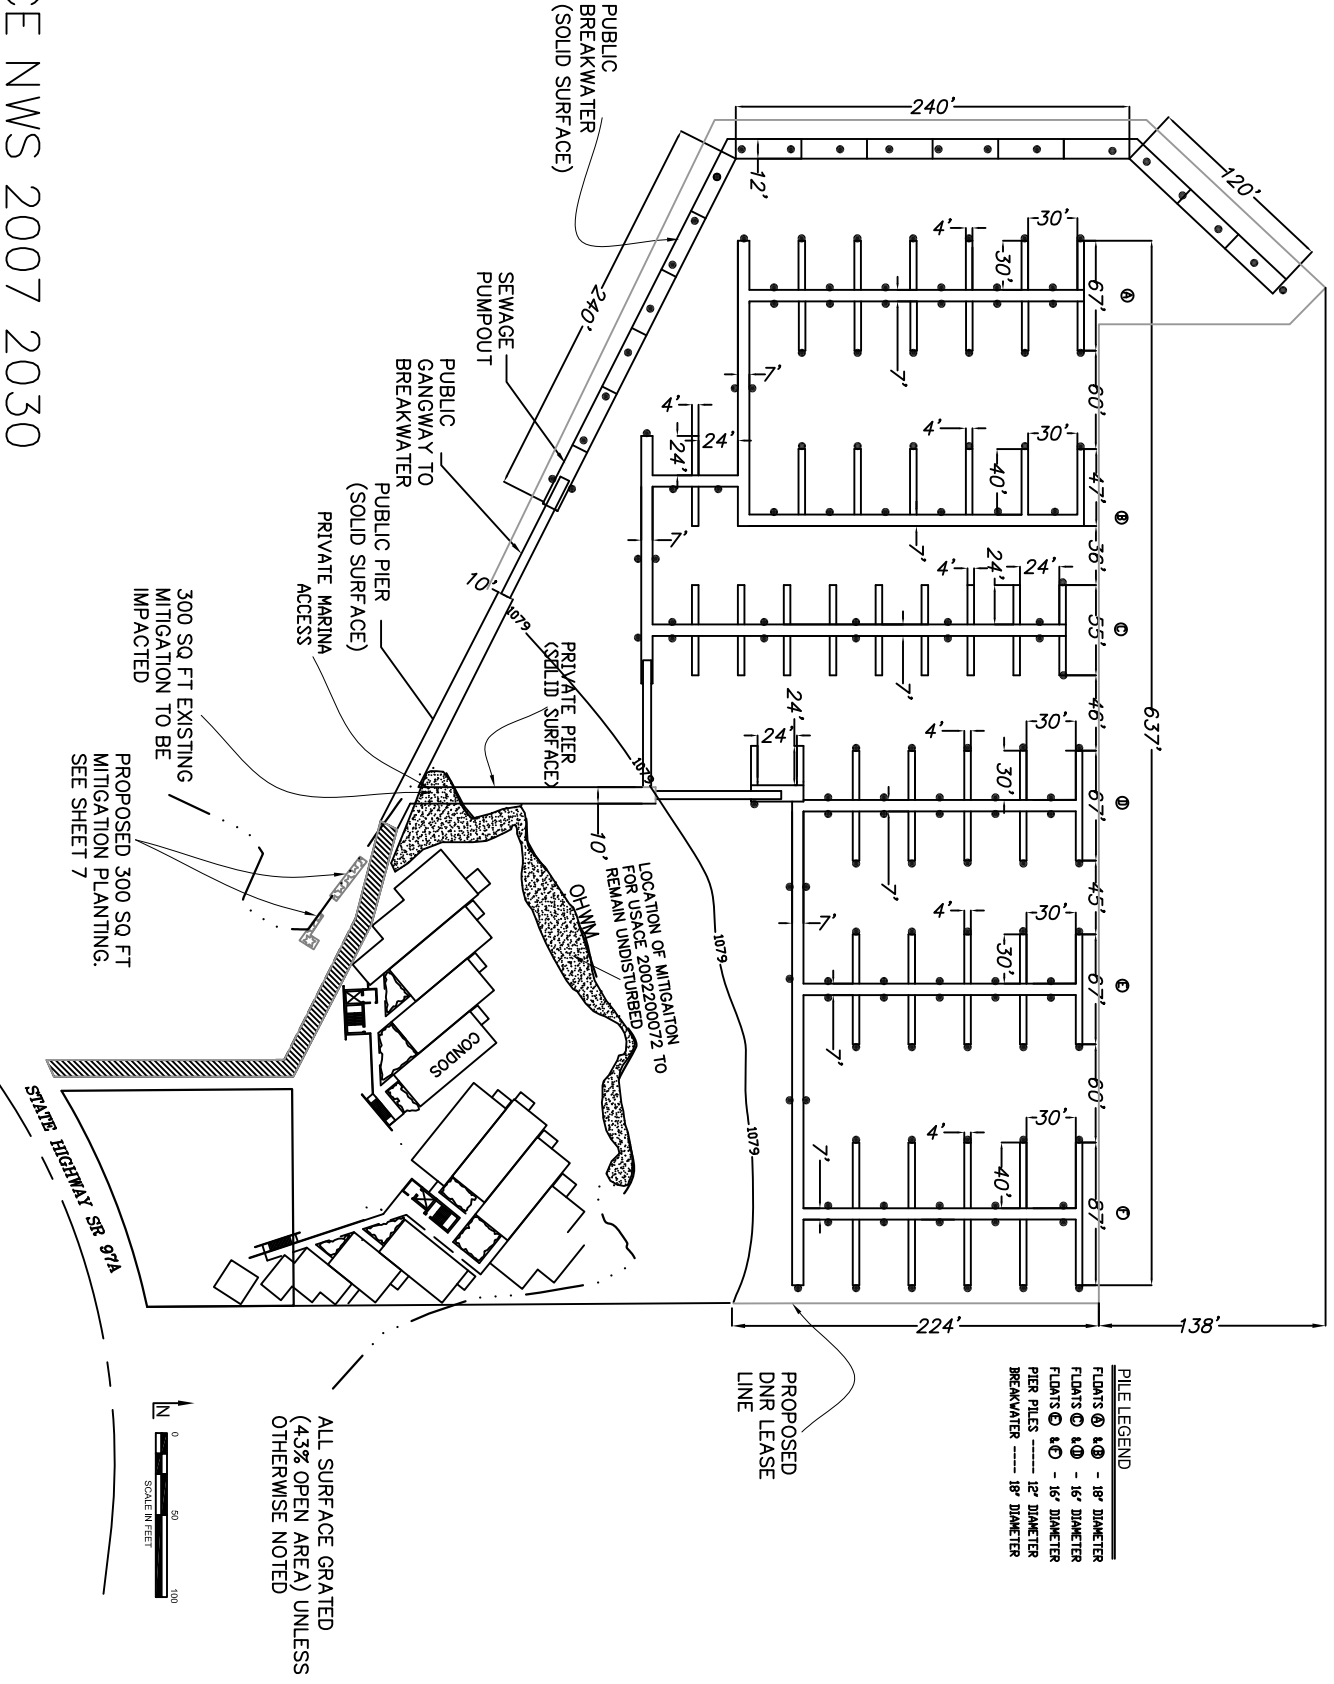 CE NWS 2007 2030
PUBLIC
BREAKWATER
(SOLID SURFACE)
240'
120'
12'
240'
SEWAGE
PUMPOUT
PUBLIC
GANGWAY TO
BREAKWATER
PUBLIC PIER
(SOLID SURFACE)
PRIVATE MARINA
ACCESS
300 SQ FT EXISTING
MITIGATION TO BE
IMPACTED
PROPOSED 300 SQ FT
MITIGATION PLANTING.
SEE SHEET 7
PRIVATE PIER
(SOLID SURFACE)
10'
10'
1079
1079
1079
1079
LOCATION OF MITIGAITON
FOR USACE 2002200072 TO
REMAIN UNDISTURBED
OHWM
CONDOS
STATE HIGHWAY SR 97A
637'
A
67'
60'
47'
B
36'
55'
C
46'
67'
D
45'
67'
E
60'
87'
F
4'
30'
30'
7'
7'
4'
24'
24'
4'
30'
40'
7'
7'
4'
24'
24'
7'
24'
24'
4'
30'
30'
7'
7'
4'
30'
30'
7'
4'
30'
40'
7'
224'
138'
PROPOSED
DNR LEASE
LINE
PILE LEGEND
FLOATS A & B - 18" DIAMETER
FLOATS C & D - 16" DIAMETER
FLOATS E & F - 16" DIAMETER
PIER PILES ----- 12" DIAMETER
BREAKWATER ---- 18" DIAMETER
ALL SURFACE GRATED
(43% OPEN AREA) UNLESS
OTHERWISE NOTED
N
0
50
100
SCALE IN FEET